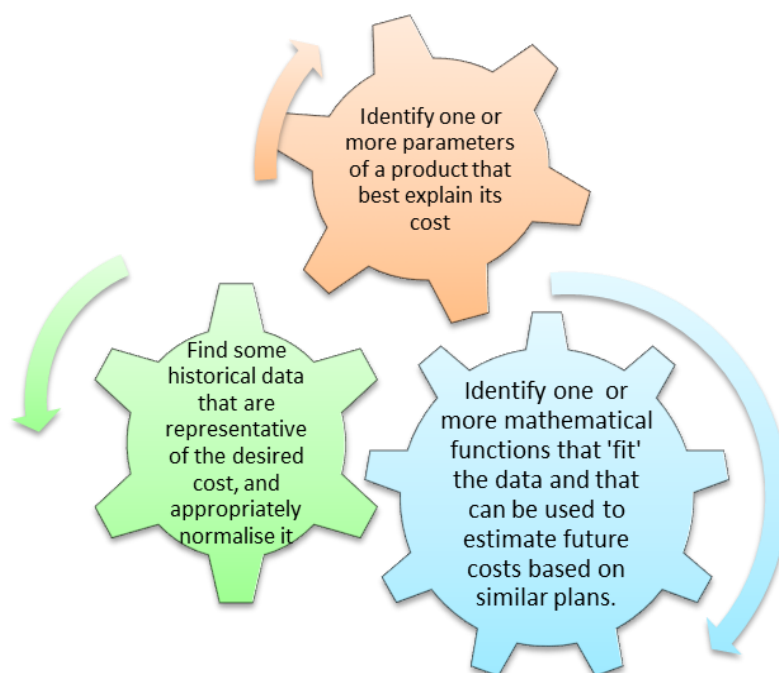 Identify one or
more parameters
of a product that
best explain its
cost
Find some
historical data
that are
representative
of the desired
cost, and
appropriately
normalise it
Identify one or
more mathematical
functions that 'fit'
the data and that
can be used to
estimate future
costs based on
similar plans.